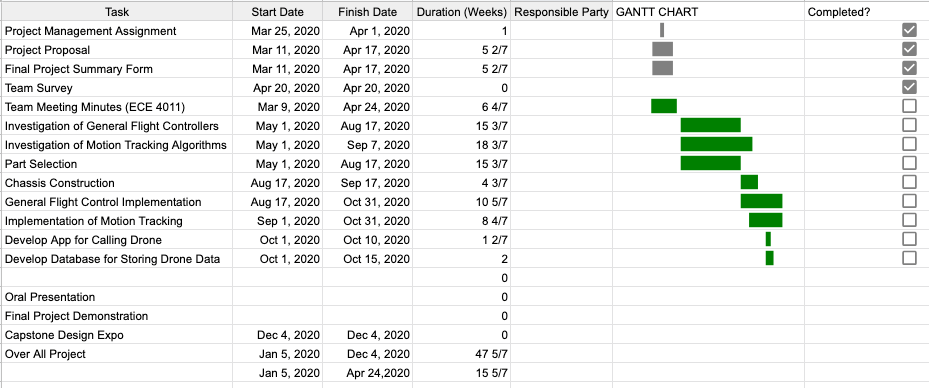 Task Start Date Finish Date Duration (Weeks) Responsible Party GANTT CHART Completed?
Project Management Assignment Mar 25, 2020 Apr 1, 2020 1
Project Proposal Mar 11, 2020 Apr 17, 2020 5 2/7
Final Project Summary Form Mar 11, 2020 Apr 17, 2020 5 2/7
Team Survey Apr 20, 2020 Apr 20, 2020 0
Team Meeting Minutes (ECE 4011) Mar 9, 2020 Apr 24, 2020 6 4/7
Investigation of General Flight Controllers May 1, 2020 Aug 17, 2020 15 3/7
Investigation of Motion Tracking Algorithms May 1, 2020 Sep 7, 2020 18 3/7
Part Selection May 1, 2020 Aug 17, 2020 15 3/7
Chassis Construction Aug 17, 2020 Sep 17, 2020 4 3/7
General Flight Control Implementation Aug 17, 2020 Oct 31, 2020 10 5/7
Implementation of Motion Tracking Sep 1, 2020 Oct 31, 2020 8 4/7
Develop App for Calling Drone Oct 1, 2020 Oct 10, 2020 1 2/7
Develop Database for Storing Drone Data Oct 1, 2020 Oct 15, 2020 2
0
Oral Presentation 0
Final Project Demonstration 0
Capstone Design Expo Dec 4, 2020 Dec 4, 2020 0
Over All Project Jan 5, 2020 Dec 4, 2020 47 5/7
Jan 5, 2020 Apr 24,2020 15 5/7